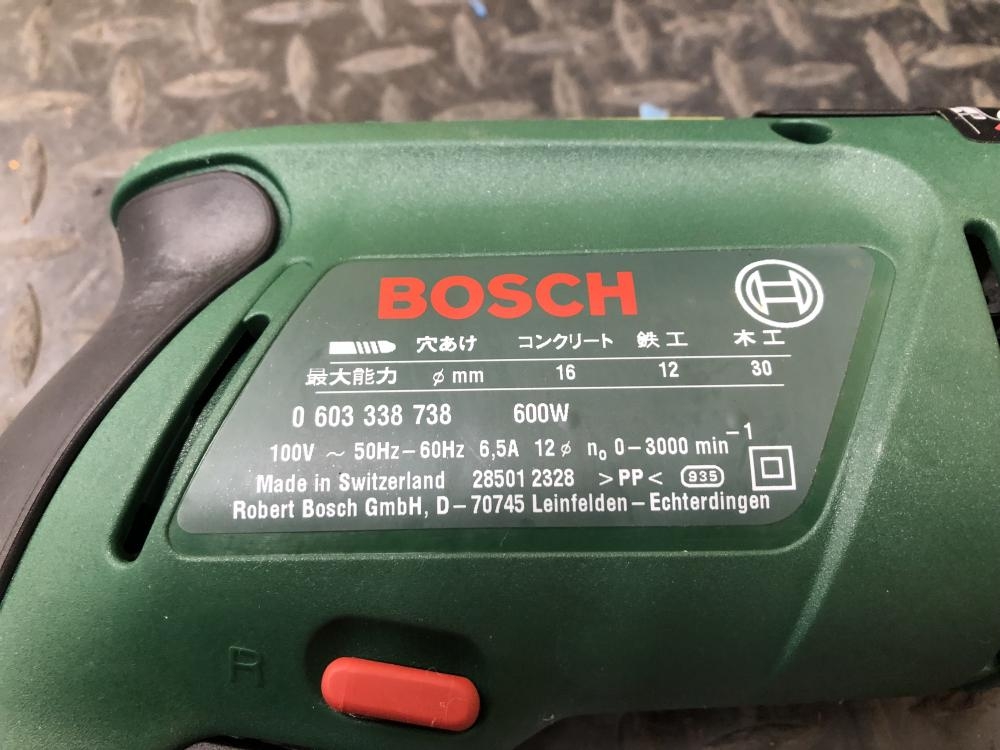 BOSCH
穴あけ コンクリート 鉄工 木工
最大能力 ⌀ mm 16 12 30
0 603 338 738 600W
100V ~ 50Hz–60Hz 6,5A 12⌀ n₀ 0–3000 min⁻¹
Made in Switzerland 28501 2328 >PP< 935
Robert Bosch GmbH, D–70745 Leinfelden–Echterdingen
R